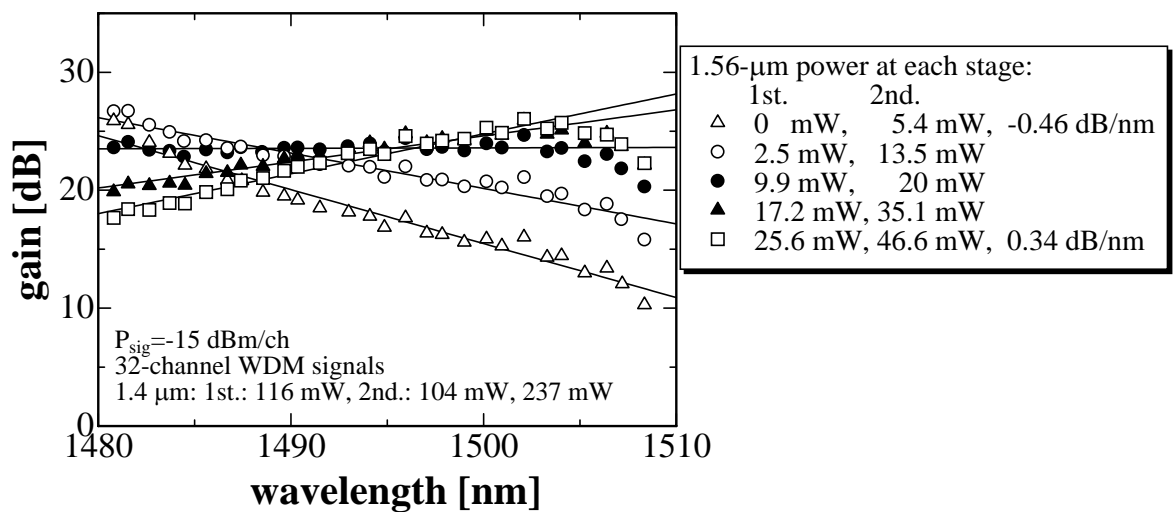 30
20
10
0
gain [dB]
P_sig=-15 dBm/ch
32-channel WDM signals
1.4 μm: 1st.: 116 mW, 2nd.: 104 mW, 237 mW
1480 1490 1500 1510
wavelength [nm]
1.56-μm power at each stage:
1st. 2nd.
0 mW, 5.4 mW, -0.46 dB/nm
2.5 mW, 13.5 mW
9.9 mW, 20 mW
17.2 mW, 35.1 mW
25.6 mW, 46.6 mW, 0.34 dB/nm